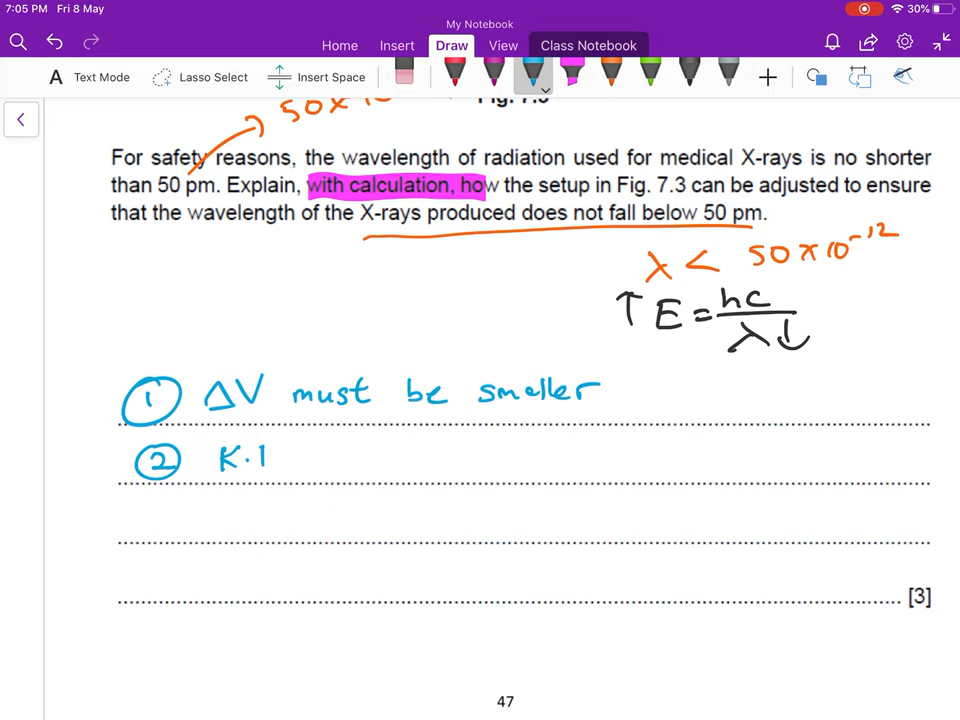 7:05 PM Fri 8 May
30%
My Notebook
Home Insert Draw View Class Notebook
A Text Mode Lasso Select Insert Space
50 x 10
Fig. 7.3
For safety reasons, the wavelength of radiation used for medical X-rays is no shorter
than 50 pm. Explain, with calculation, how the setup in Fig. 7.3 can be adjusted to ensure
that the wavelength of the X-rays produced does not fall below 50 pm.
λ < 50 x 10⁻¹²
↑ E = hc / λ ↓
① ΔV must be smaller
② K.
[3]
47